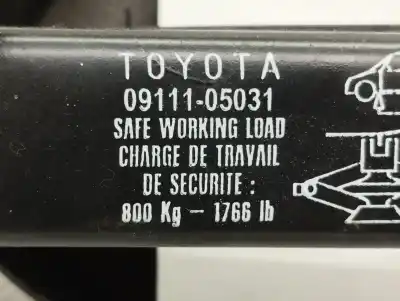 TOYOTA
09111-05031
SAFE WORKING LOAD
CHARGE DE TRAVAIL
DE SECURITE :
800 Kg - 1766 lb